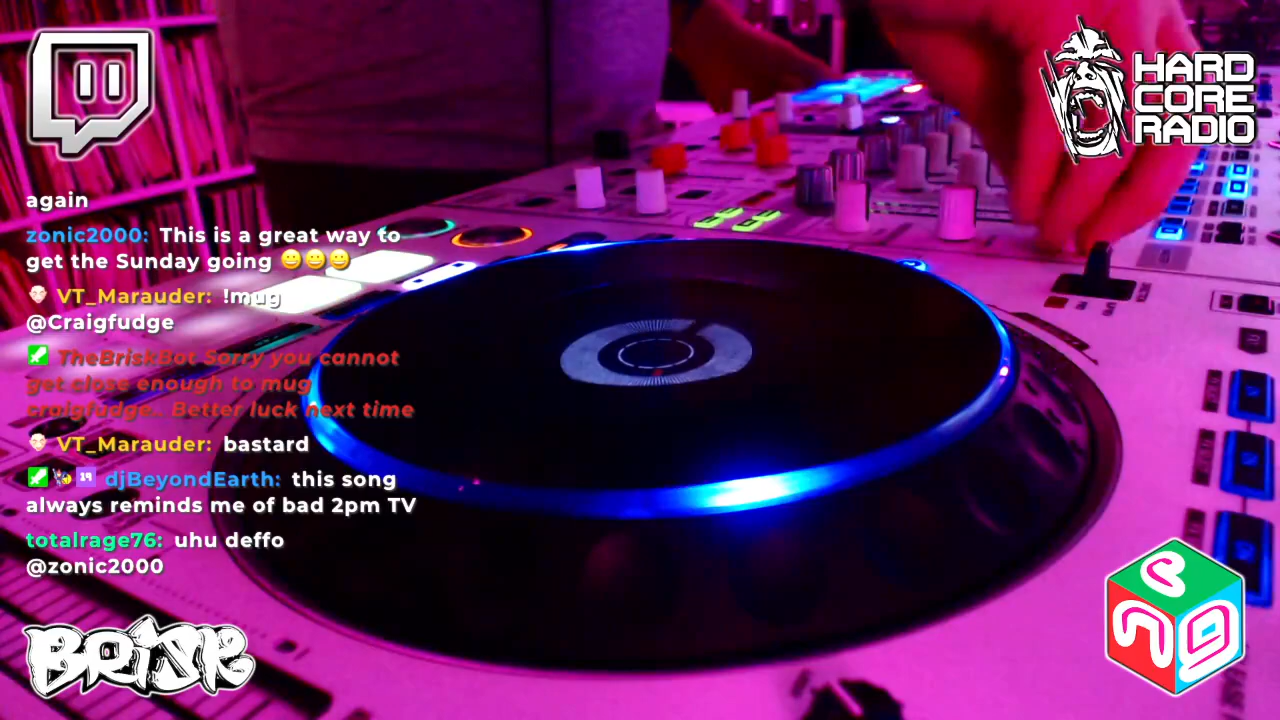 HARD
CORE
RADIO
again
zonic2000: This is a great way to
get the Sunday going 😀😀😀
VT_Marauder: !mug
@Craigfudge
TheBriskBot Sorry you cannot
get close enough to mug
craigfudge.. Better luck next time
VT_Marauder: bastard
19 djBeyondEarth: this song
always reminds me of bad 2pm TV
totalrage76: uhu deffo
@zonic2000
BRISK